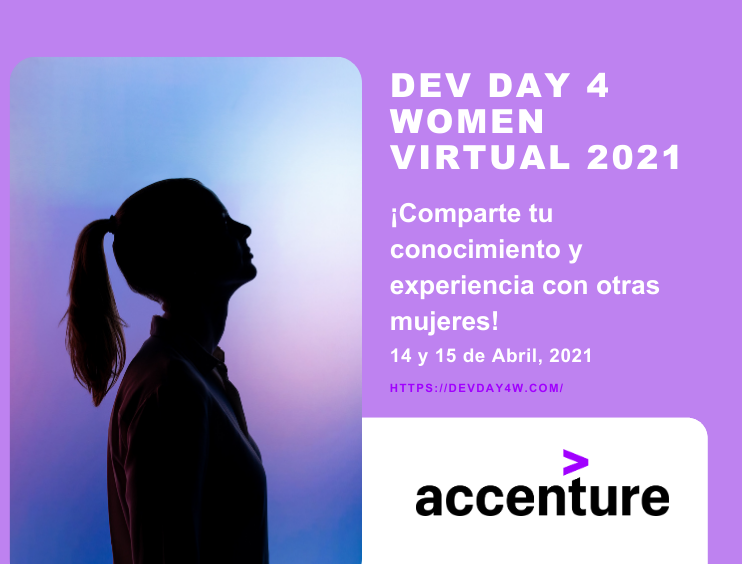 DEV DAY 4
WOMEN
VIRTUAL 2021
¡Comparte tu
conocimiento y
experiencia con otras
mujeres!
14 y 15 de Abril, 2021
HTTPS://DEVDAY4W.COM/
>
accenture